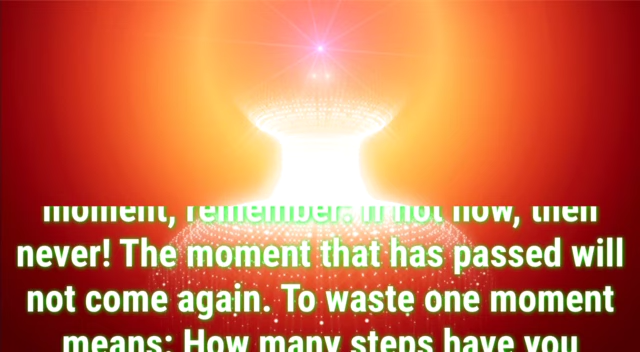 moment, remember: If not now, then
never! The moment that has passed will
not come again. To waste one moment
means: How many steps have you